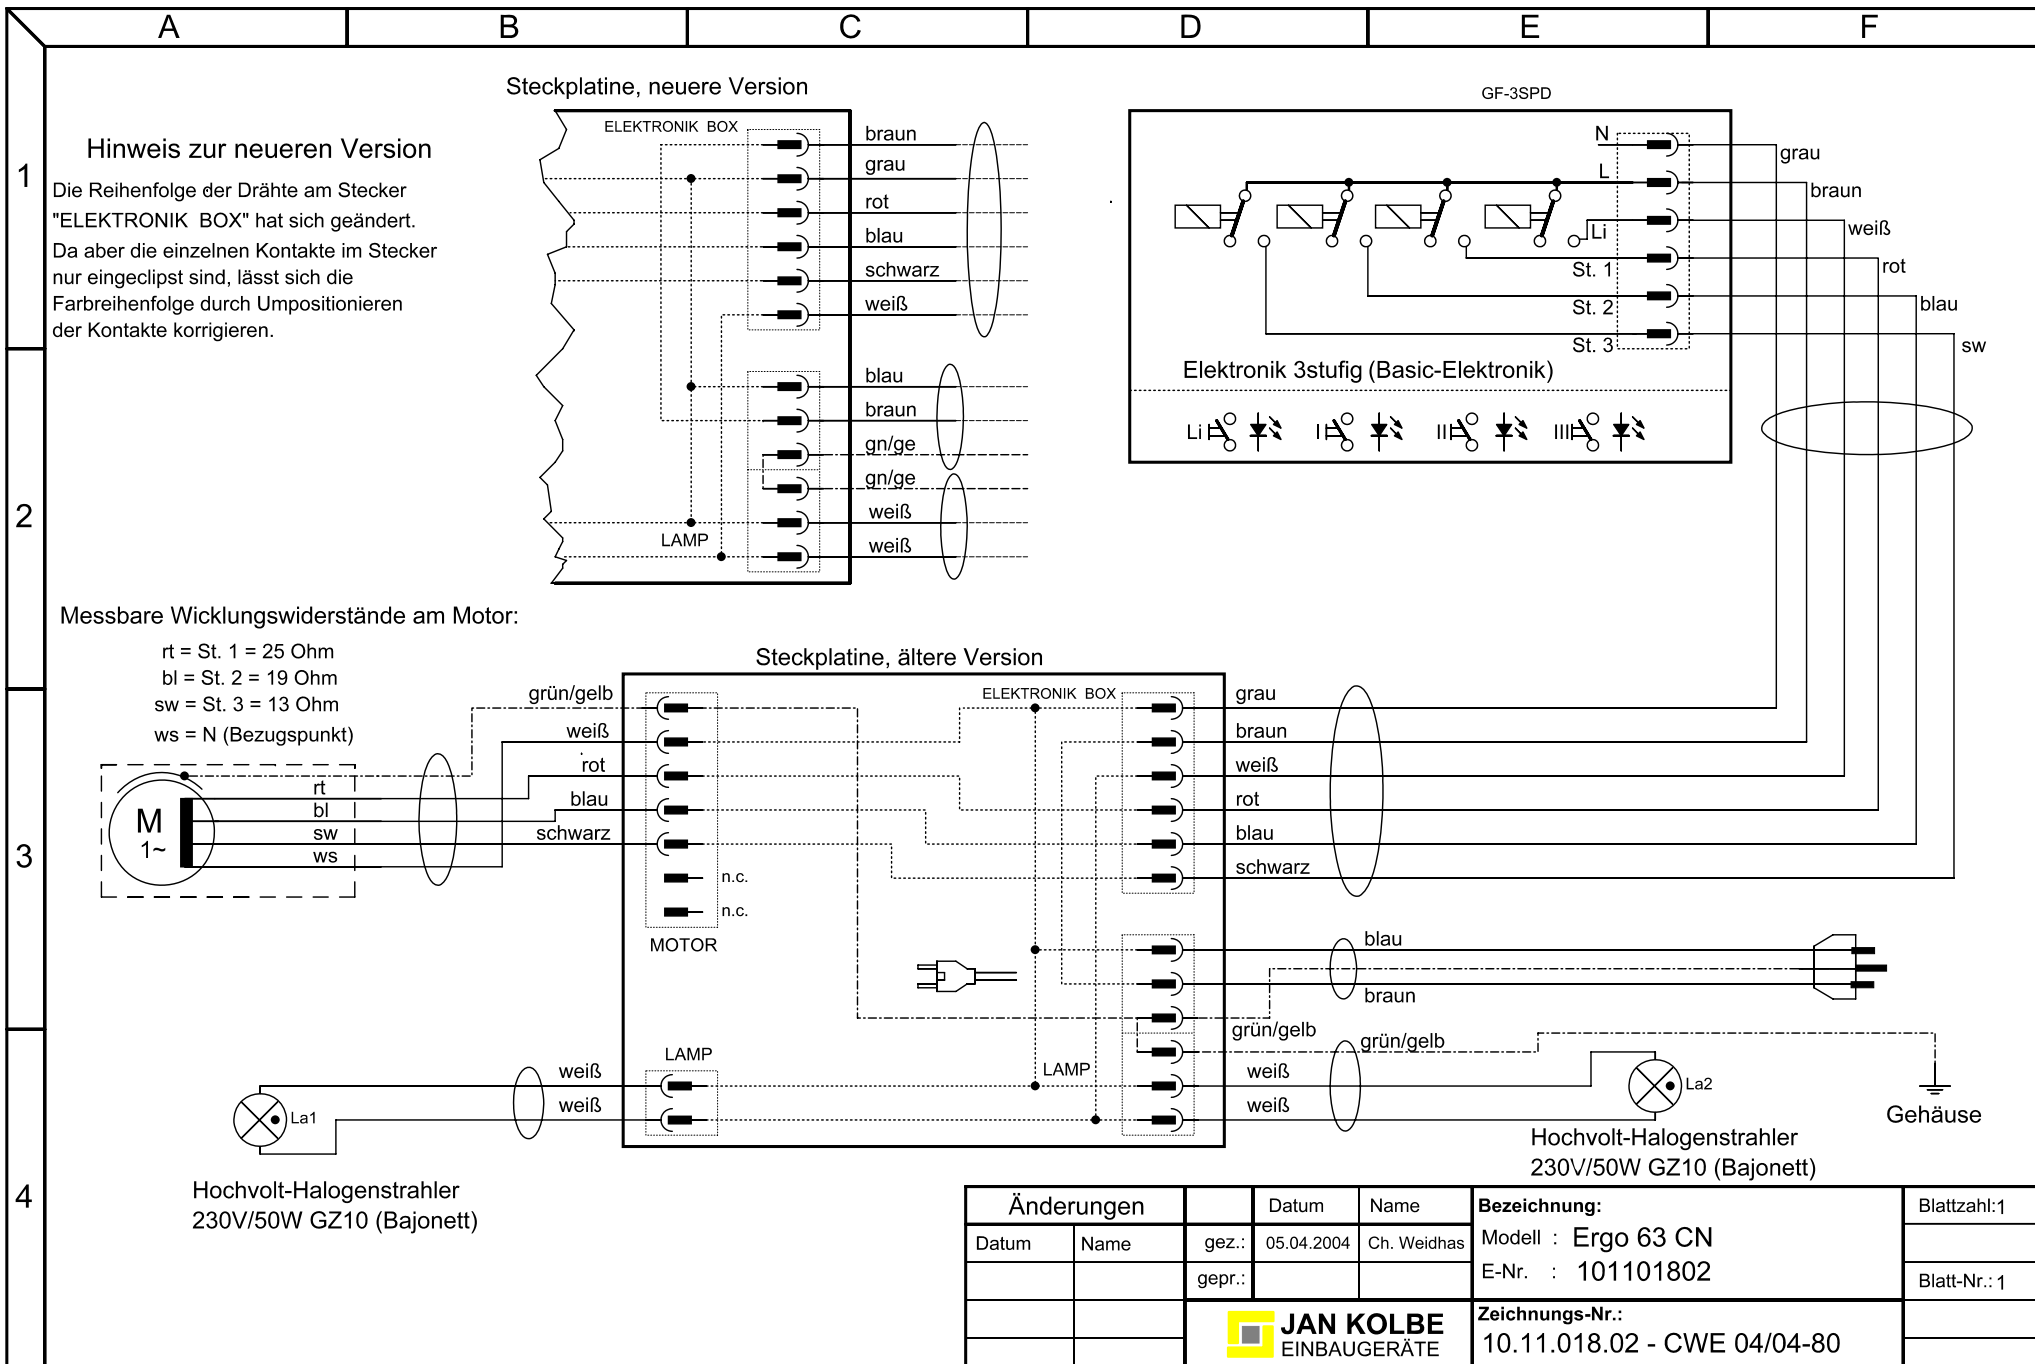 A B C D E F
1
2
3
4
Steckplatine, neuere Version
ELEKTRONIK BOX
braun
grau
rot
blau
schwarz
weiß
blau
braun
gn/ge
gn/ge
weiß
weiß
LAMP
Hinweis zur neueren Version
Die Reihenfolge der Drähte am Stecker
"ELEKTRONIK BOX" hat sich geändert.
Da aber die einzelnen Kontakte im Stecker
nur eingeclipst sind, lässt sich die
Farbreihenfolge durch Umpositionieren
der Kontakte korrigieren.
GF-3SPD
N
L
Li
St. 1
St. 2
St. 3
grau
braun
weiß
rot
blau
sw
Elektronik 3stufig (Basic-Elektronik)
Li I II III
Messbare Wicklungswiderstände am Motor:
rt = St. 1 = 25 Ohm
bl = St. 2 = 19 Ohm
sw = St. 3 = 13 Ohm
ws = N (Bezugspunkt)
M
1~
rt
bl
sw
ws
grün/gelb
weiß
rot
blau
schwarz
Steckplatine, ältere Version
n.c.
n.c.
MOTOR
ELEKTRONIK BOX
grau
braun
weiß
rot
blau
schwarz
blau
braun
grün/gelb
grün/gelb
LAMP
weiß
weiß
LAMP
weiß
weiß
La1
Hochvolt-Halogenstrahler
230V/50W GZ10 (Bajonett)
La2
Gehäuse
Hochvolt-Halogenstrahler
230V/50W GZ10 (Bajonett)
Änderungen Datum Name
Datum Name gez.: 05.04.2004 Ch. Weidhas
gepr.:
Bezeichnung:
Modell : Ergo 63 CN
E-Nr. : 101101802
Blattzahl:1
Blatt-Nr.:1
JAN KOLBE
EINBAUGERÄTE
Zeichnungs-Nr.:
10.11.018.02 - CWE 04/04-80